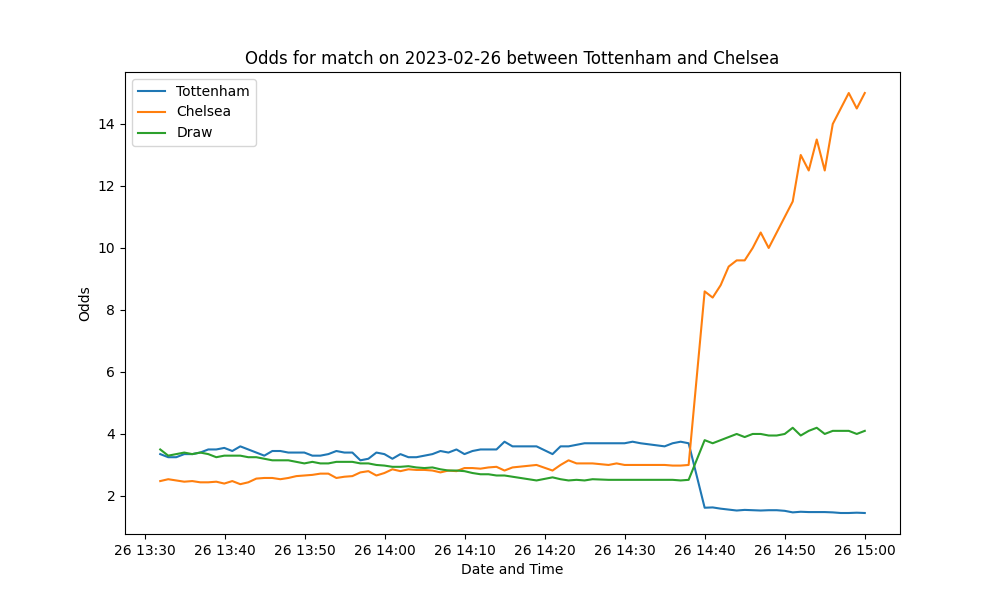 Odds for match on 2023-02-26 between Tottenham and Chelsea
Tottenham
Chelsea
Draw
14
12
10
8
6
4
2
Odds
26 13:30 26 13:40 26 13:50 26 14:00 26 14:10 26 14:20 26 14:30 26 14:40 26 14:50 26 15:00
Date and Time